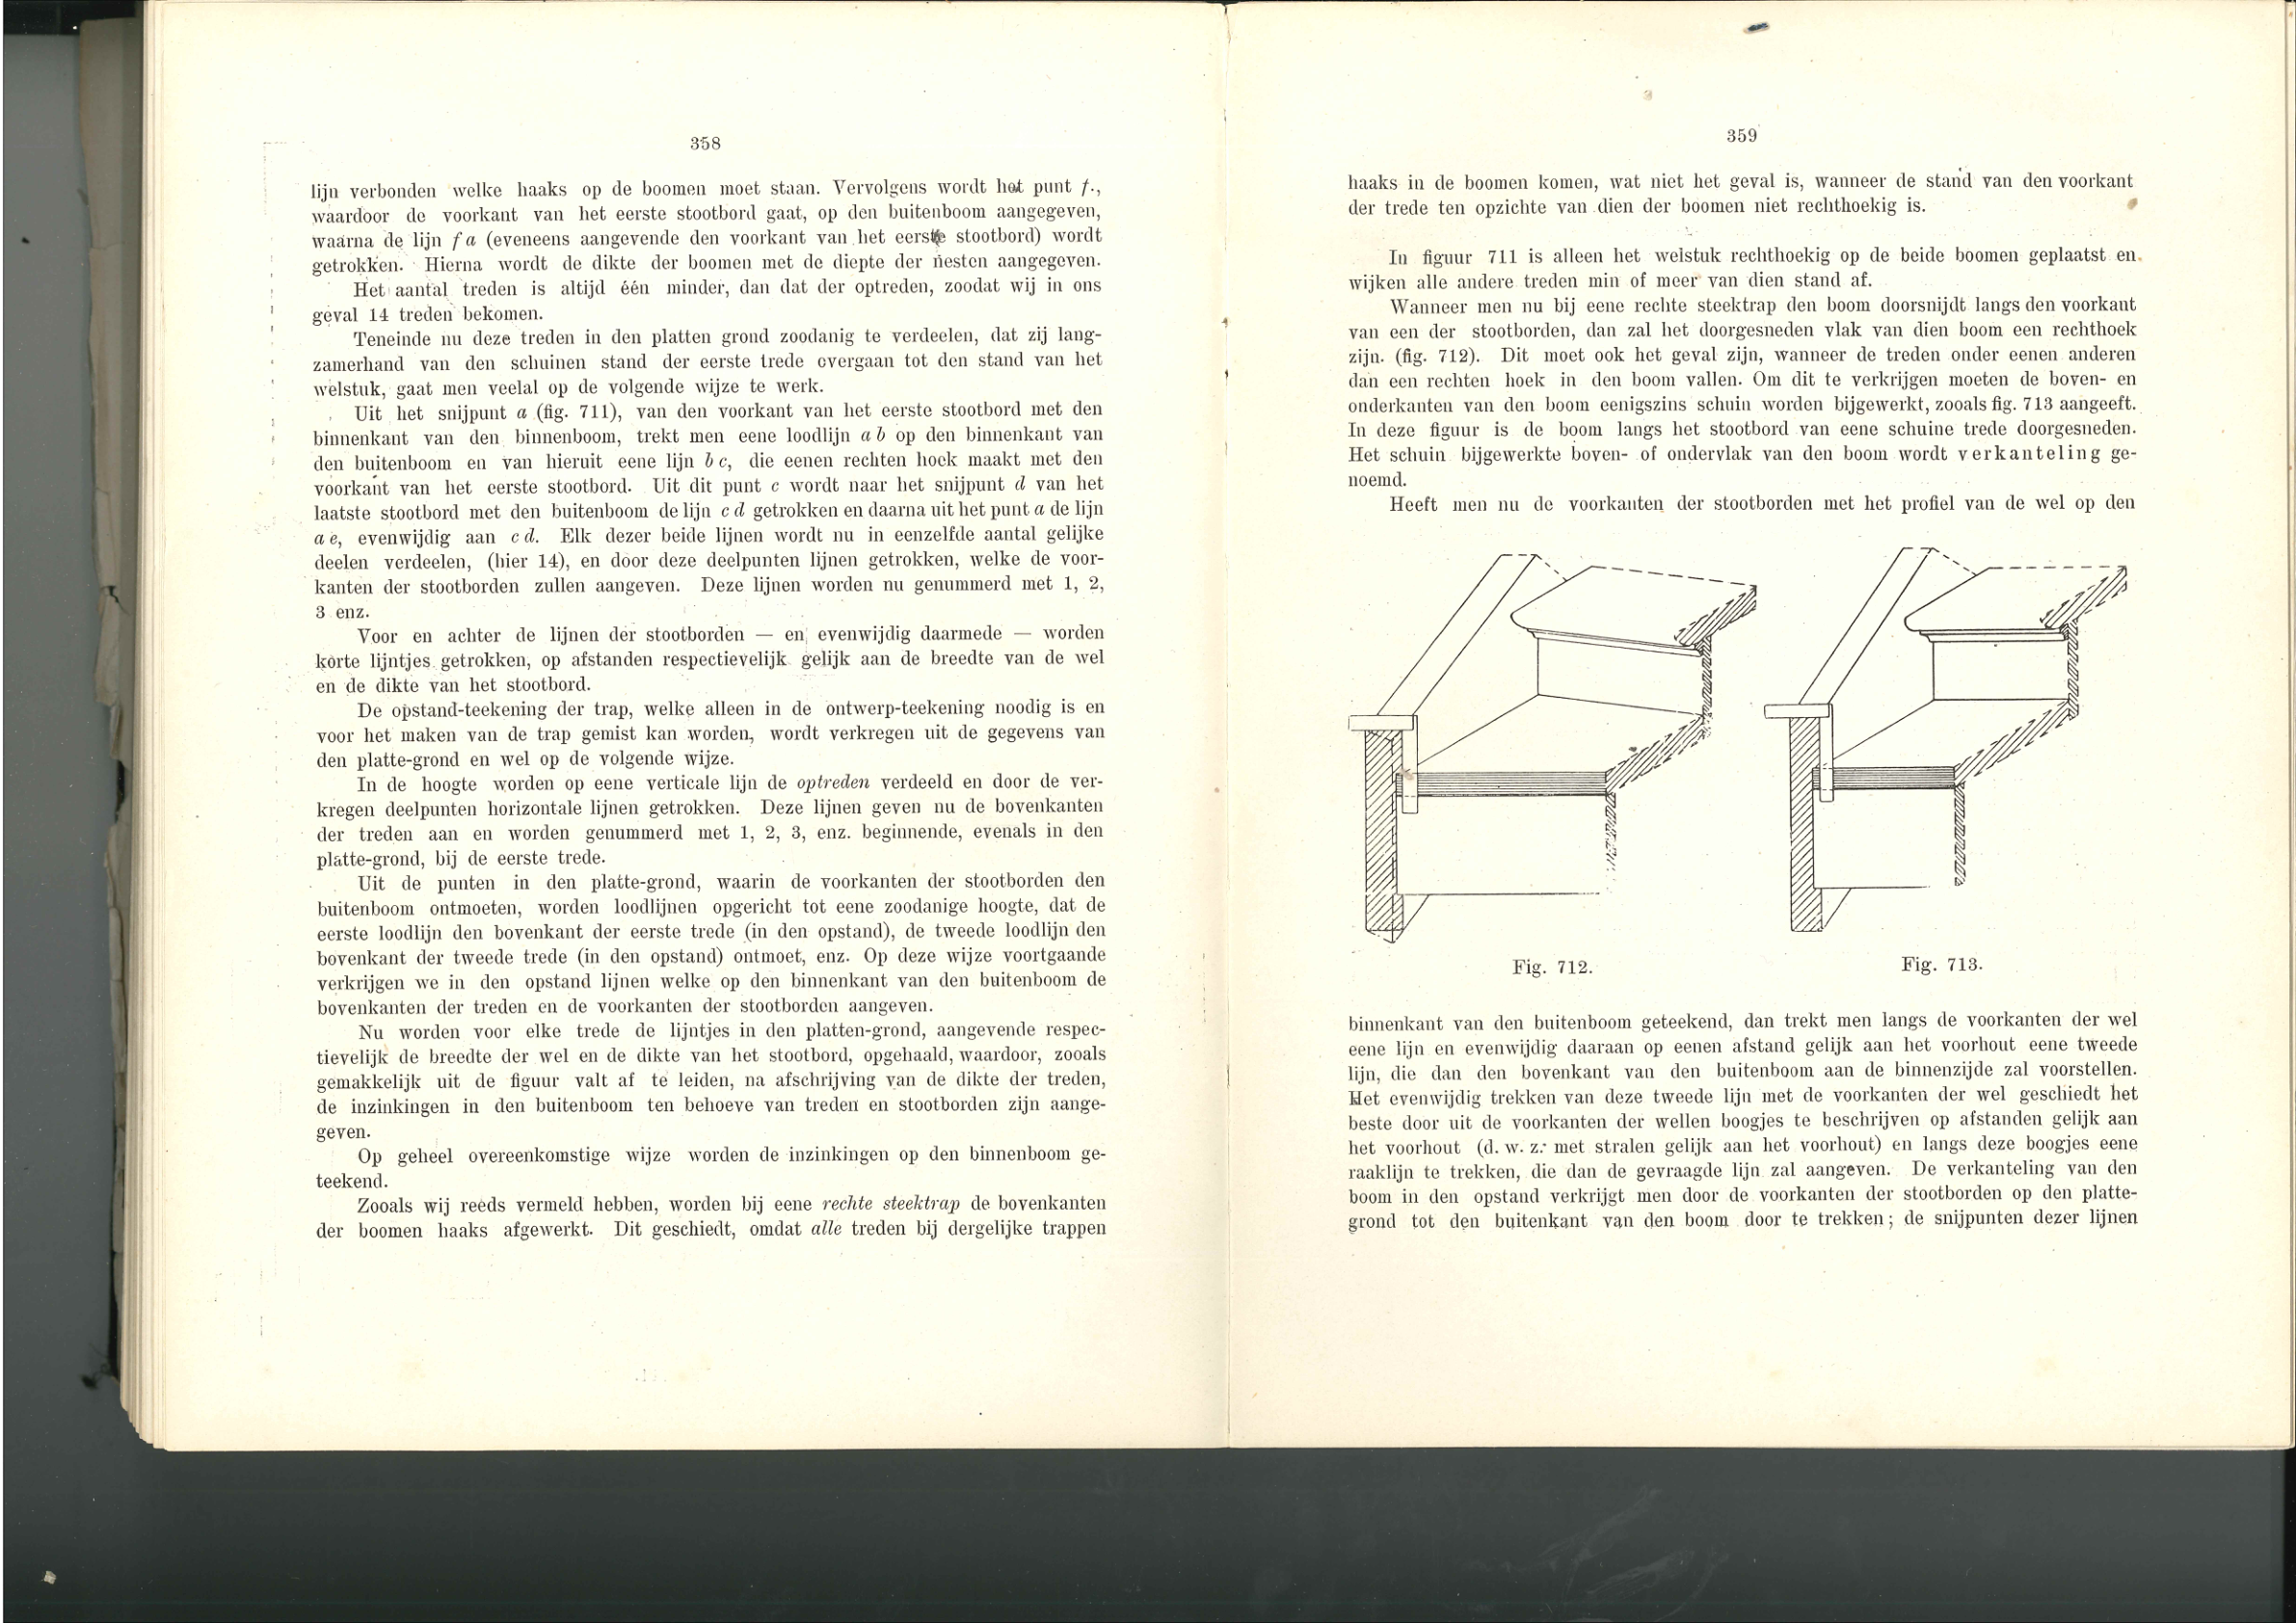 358
lijn verbonden welke haaks op de boomen moet staan. Vervolgens wordt het punt f.,
waardoor de voorkant van het eerste stootbord gaat, op den buitenboom aangegeven,
waarna de lijn f a (eveneens aangevende den voorkant van het eerste stootbord) wordt
getrokken. Hierna wordt de dikte der boomen met de diepte der nesten aangegeven.
Het aantal treden is altijd één minder, dan dat der optreden, zoodat wij in ons
geval 14 treden bekomen.
Teneinde nu deze treden in den platten grond zoodanig te verdeelen, dat zij lang-
zamerhand van den schuinen stand der eerste trede overgaan tot den stand van het
welstuk, gaat men veelal op de volgende wijze te werk.
Uit het snijpunt a (fig. 711), van den voorkant van het eerste stootbord met den
binnenkant van den binnenboom, trekt men eene loodlijn a b op den binnenkant van
den buitenboom en van hieruit eene lijn b c, die eenen rechten hoek maakt met den
voorkant van het eerste stootbord. Uit dit punt c wordt naar het snijpunt d van het
laatste stootbord met den buitenboom de lijn c d getrokken en daarna uit het punt a de lijn
a e, evenwijdig aan c d. Elk dezer beide lijnen wordt nu in eenzelfde aantal gelijke
deelen verdeelen, (hier 14), en door deze deelpunten lijnen getrokken, welke de voor-
kanten der stootborden zullen aangeven. Deze lijnen worden nu genummerd met 1, 2,
3 enz.
Voor en achter de lijnen der stootborden — en evenwijdig daarmede — worden
korte lijntjes getrokken, op afstanden respectievelijk gelijk aan de breedte van de wel
en de dikte van het stootbord.
De opstand-teekening der trap, welke alleen in de ontwerp-teekening noodig is en
voor het maken van de trap gemist kan worden, wordt verkregen uit de gegevens van
den platte-grond en wel op de volgende wijze.
In de hoogte worden op eene verticale lijn de optreden verdeeld en door de ver-
kregen deelpunten horizontale lijnen getrokken. Deze lijnen geven nu de bovenkanten
der treden aan en worden genummerd met 1, 2, 3, enz. beginnende, evenals in den
platte-grond, bij de eerste trede.
Uit de punten in den platte-grond, waarin de voorkanten der stootborden den
buitenboom ontmoeten, worden loodlijnen opgericht tot eene zoodanige hoogte, dat de
eerste loodlijn den bovenkant der eerste trede (in den opstand), de tweede loodlijn den
bovenkant der tweede trede (in den opstand) ontmoet, enz. Op deze wijze voortgaande
verkrijgen we in den opstand lijnen welke op den binnenkant van den buitenboom de
bovenkanten der treden en de voorkanten der stootborden aangeven.
Nu worden voor elke trede de lijntjes in den platten-grond, aangevende respec-
tievelijk de breedte der wel en de dikte van het stootbord, opgehaald, waardoor, zooals
gemakkelijk uit de figuur valt af te leiden, na afschrijving van de dikte der treden,
de inzinkingen in den buitenboom ten behoeve van treden en stootborden zijn aange-
geven.
Op geheel overeenkomstige wijze worden de inzinkingen op den binnenboom ge-
teekend.
Zooals wij reeds vermeld hebben, worden bij eene rechte steektrap de bovenkanten
der boomen haaks afgewerkt. Dit geschiedt, omdat alle treden bij dergelijke trappen
359
haaks in de boomen komen, wat niet het geval is, wanneer de stand van den voorkant
der trede ten opzichte van dien der boomen niet rechthoekig is.
In figuur 711 is alleen het welstuk rechthoekig op de beide boomen geplaatst en
wijken alle andere treden min of meer van dien stand af.
Wanneer men nu bij eene rechte steektrap den boom doorsnijdt langs den voorkant
van een der stootborden, dan zal het doorgesneden vlak van dien boom een rechthoek
zijn. (fig. 712). Dit moet ook het geval zijn, wanneer de treden onder eenen anderen
dan een rechten hoek in den boom vallen. Om dit te verkrijgen moeten de boven- en
onderkanten van den boom eenigszins schuin worden bijgewerkt, zooals fig. 713 aangeeft.
In deze figuur is de boom langs het stootbord van eene schuine trede doorgesneden.
Het schuin bijgewerkte boven- of ondervlak van den boom wordt verkanteling ge-
noemd.
Heeft men nu de voorkanten der stootborden met het profiel van de wel op den
Fig. 712.
Fig. 713.
binnenkant van den buitenboom geteekend, dan trekt men langs de voorkanten der wel
eene lijn en evenwijdig daaraan op eenen afstand gelijk aan het voorhout eene tweede
lijn, die dan den bovenkant van den buitenboom aan de binnenzijde zal voorstellen.
Het evenwijdig trekken van deze tweede lijn met de voorkanten der wel geschiedt het
beste door uit de voorkanten der wellen boogjes te beschrijven op afstanden gelijk aan
het voorhout (d. w. z. met stralen gelijk aan het voorhout) en langs deze boogjes eene
raaklijn te trekken, die dan de gevraagde lijn zal aangeven. De verkanteling van den
boom in den opstand verkrijgt men door de voorkanten der stootborden op den platte-
grond tot den buitenkant van den boom door te trekken; de snijpunten dezer lijnen